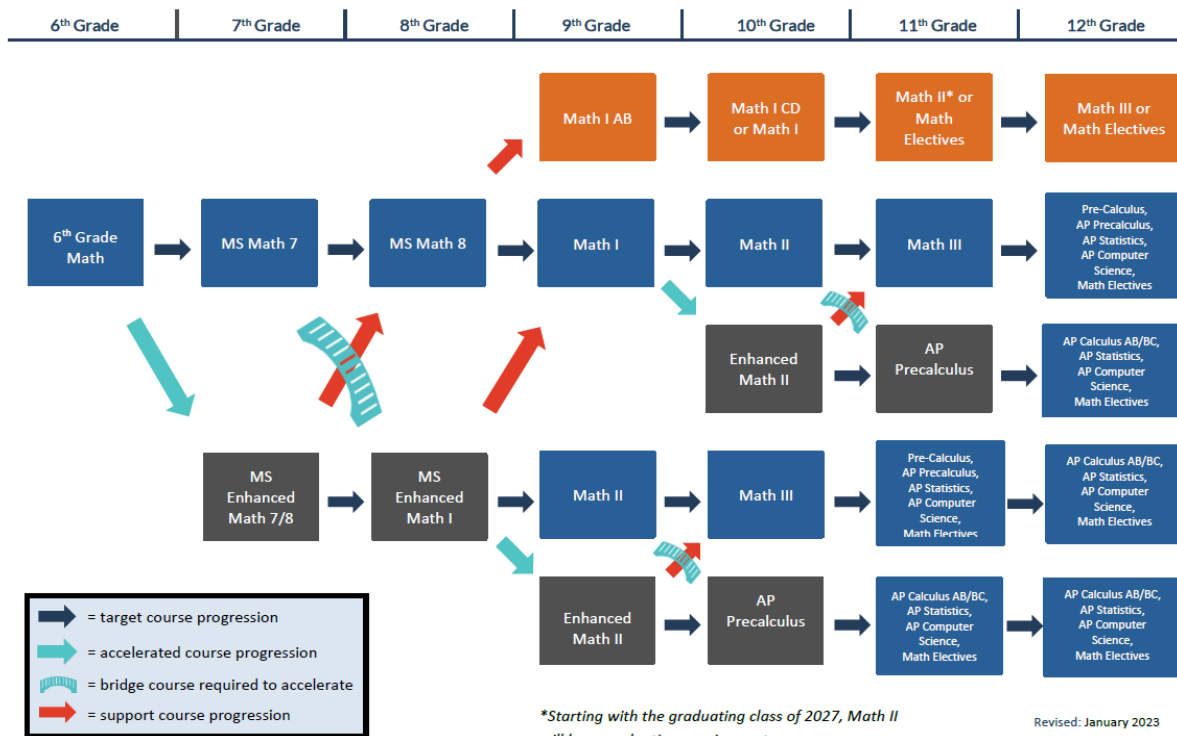 6th Grade
7th Grade
8th Grade
9th Grade
10th Grade
11th Grade
12th Grade
Math I AB
Math I CD
or Math I
Math II* or
Math
Electives
Math III or
Math Electives
6th Grade
Math
MS Math 7
MS Math 8
Math I
Math II
Math III
Pre-Calculus,
AP Precalculus,
AP Statistics,
AP Computer
Science,
Math Electives
Enhanced
Math II
AP
Precalculus
AP Calculus AB/BC,
AP Statistics,
AP Computer
Science,
Math Electives
MS
Enhanced
Math 7/8
MS
Enhanced
Math I
Math II
Math III
Pre-Calculus,
AP Precalculus,
AP Statistics,
AP Computer
Science,
Math Electives
AP Calculus AB/BC,
AP Statistics,
AP Computer
Science,
Math Electives
Enhanced
Math II
AP
Precalculus
AP Calculus AB/BC,
AP Statistics,
AP Computer
Science,
Math Electives
AP Calculus AB/BC,
AP Statistics,
AP Computer
Science,
Math Electives
= target course progression
= accelerated course progression
= bridge course required to accelerate
= support course progression
*Starting with the graduating class of 2027, Math II
Revised: January 2023